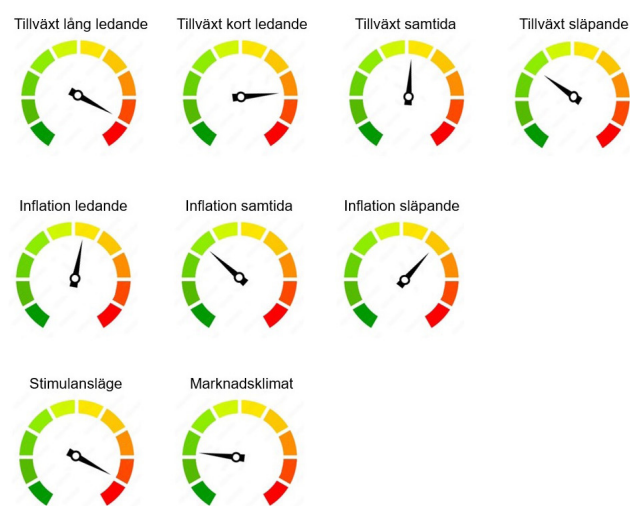 Tillväxt lång ledande
Tillväxt kort ledande
Tillväxt samtida
Tillväxt släpande
Inflation ledande
Inflation samtida
Inflation släpande
Stimulansläge
Marknadsklimat